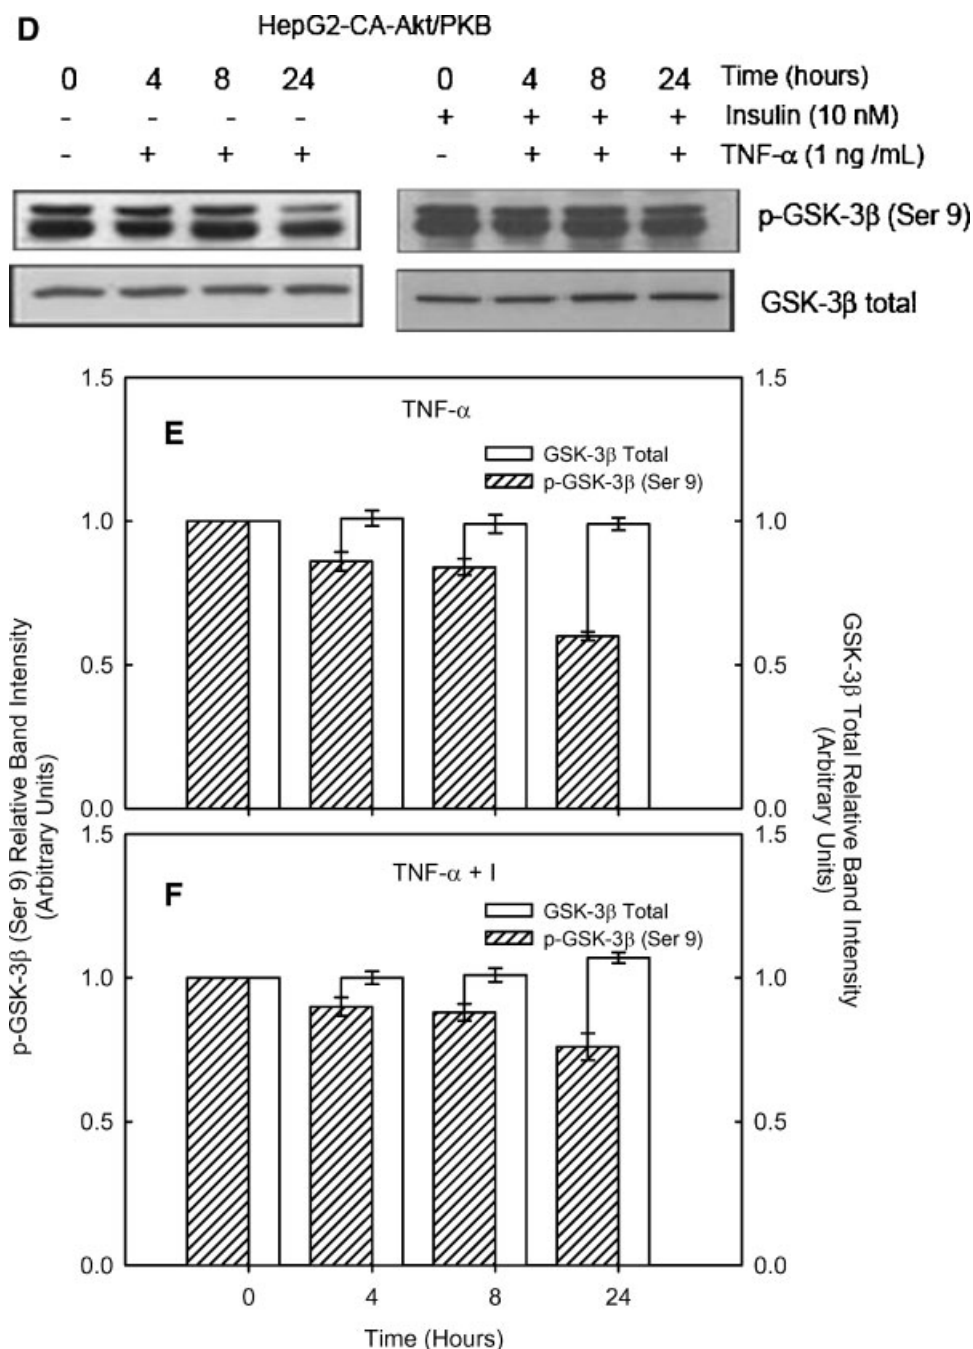 D HepG2-CA-Akt/PKB
0 4 8 24 0 4 8 24 Time (hours)
- - - - + + + + Insulin (10 nM)
- + + + - + + + TNF-α (1 ng /mL)
p-GSK-3β (Ser 9)
GSK-3β total
E
TNF-α
GSK-3β Total
p-GSK-3β (Ser 9)
1.5 1.5
1.0 1.0
0.5 0.5
0.0 0.0
p-GSK-3β (Ser 9) Relative Band Intensity
(Arbitrary Units)
GSK-3β Total Relative Band Intensity
(Arbitrary Units)
F
TNF-α + I
GSK-3β Total
p-GSK-3β (Ser 9)
1.5 1.5
1.0 1.0
0.5 0.5
0.0 0.0
0 4 8 24
Time (Hours)